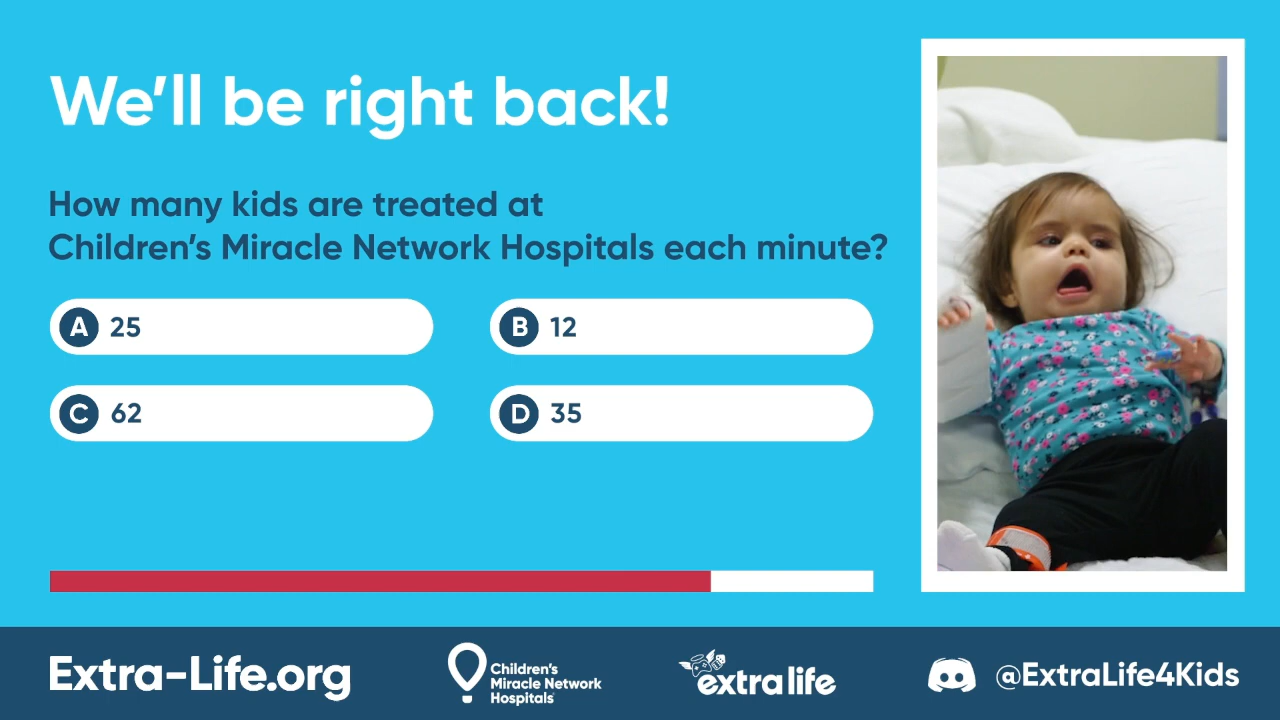 We'll be right back!
How many kids are treated at
Children's Miracle Network Hospitals each minute?
A 25
B 12
C 62
D 35
Extra-Life.org
Children's
Miracle Network
Hospitals
extra life
@ExtraLife4Kids